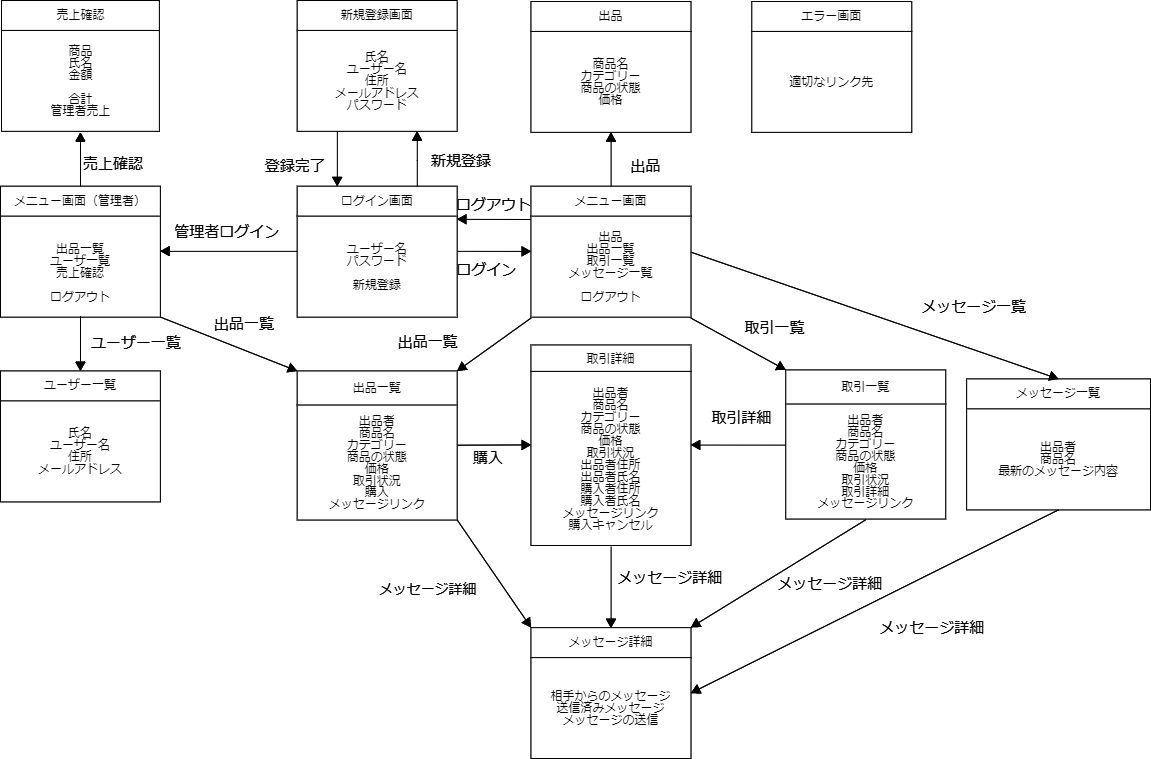 売上確認
商品
氏名
金額
合計
管理者売上
新規登録画面
氏名
ユーザー名
住所
メールアドレス
パスワード
出品
商品名
カテゴリー
商品の状態
価格
エラー画面
適切なリンク先
売上確認
登録完了
新規登録
出品
メニュー画面（管理者）
出品一覧
ユーザー一覧
売上確認
ログアウト
管理者ログイン
ログイン画面
ユーザー名
パスワード
新規登録
ログアウト
ログイン
メニュー画面
出品
出品一覧
取引一覧
メッセージ一覧
ログアウト
ユーザー一覧
出品一覧
出品一覧
取引一覧
メッセージ一覧
ユーザー一覧
氏名
ユーザー名
住所
メールアドレス
出品一覧
出品者
商品名
カテゴリー
商品の状態
価格
取引状況
購入
メッセージリンク
購入
取引詳細
出品者
商品名
カテゴリー
商品の状態
価格
取引状況
出品者住所
出品者氏名
購入者住所
購入者氏名
メッセージリンク
購入キャンセル
取引詳細
取引一覧
出品者
商品名
カテゴリー
商品の状態
価格
取引状況
取引詳細
メッセージリンク
メッセージ一覧
出品者
商品名
最新のメッセージ内容
メッセージ詳細
メッセージ詳細
メッセージ詳細
メッセージ詳細
メッセージ詳細
相手からのメッセージ
送信済みメッセージ
メッセージの送信